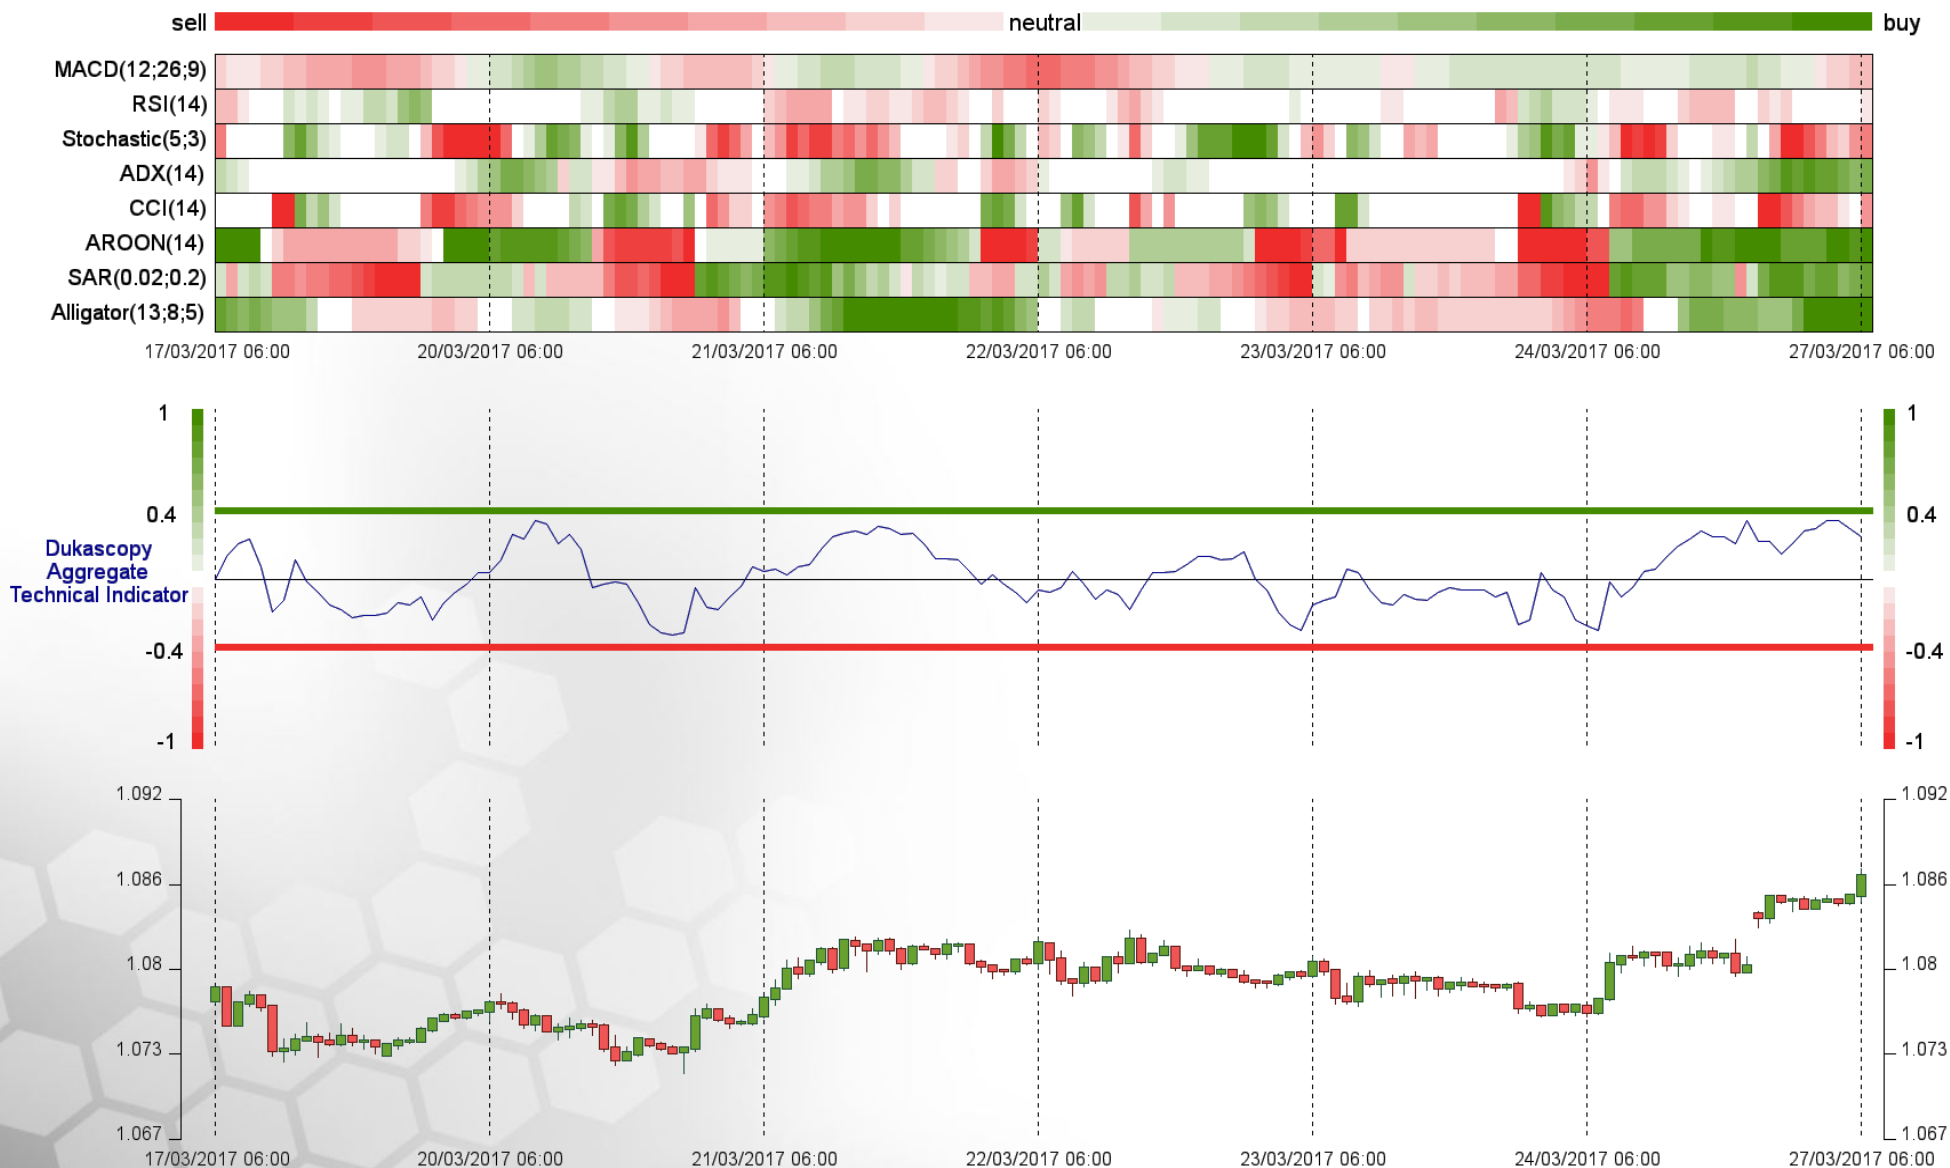 sell neutral buy
MACD(12;26;9)
RSI(14)
Stochastic(5;3)
ADX(14)
CCI(14)
AROON(14)
SAR(0.02;0.2)
Alligator(13;8;5)
17/03/2017 06:00 20/03/2017 06:00 21/03/2017 06:00 22/03/2017 06:00 23/03/2017 06:00 24/03/2017 06:00 27/03/2017 06:00
1 1
0.4 0.4
Dukascopy
Aggregate
Technical Indicator
-0.4 -0.4
-1 -1
1.092 1.092
1.086 1.086
1.08 1.08
1.073 1.073
1.067 1.067
17/03/2017 06:00 20/03/2017 06:00 21/03/2017 06:00 22/03/2017 06:00 23/03/2017 06:00 24/03/2017 06:00 27/03/2017 06:00